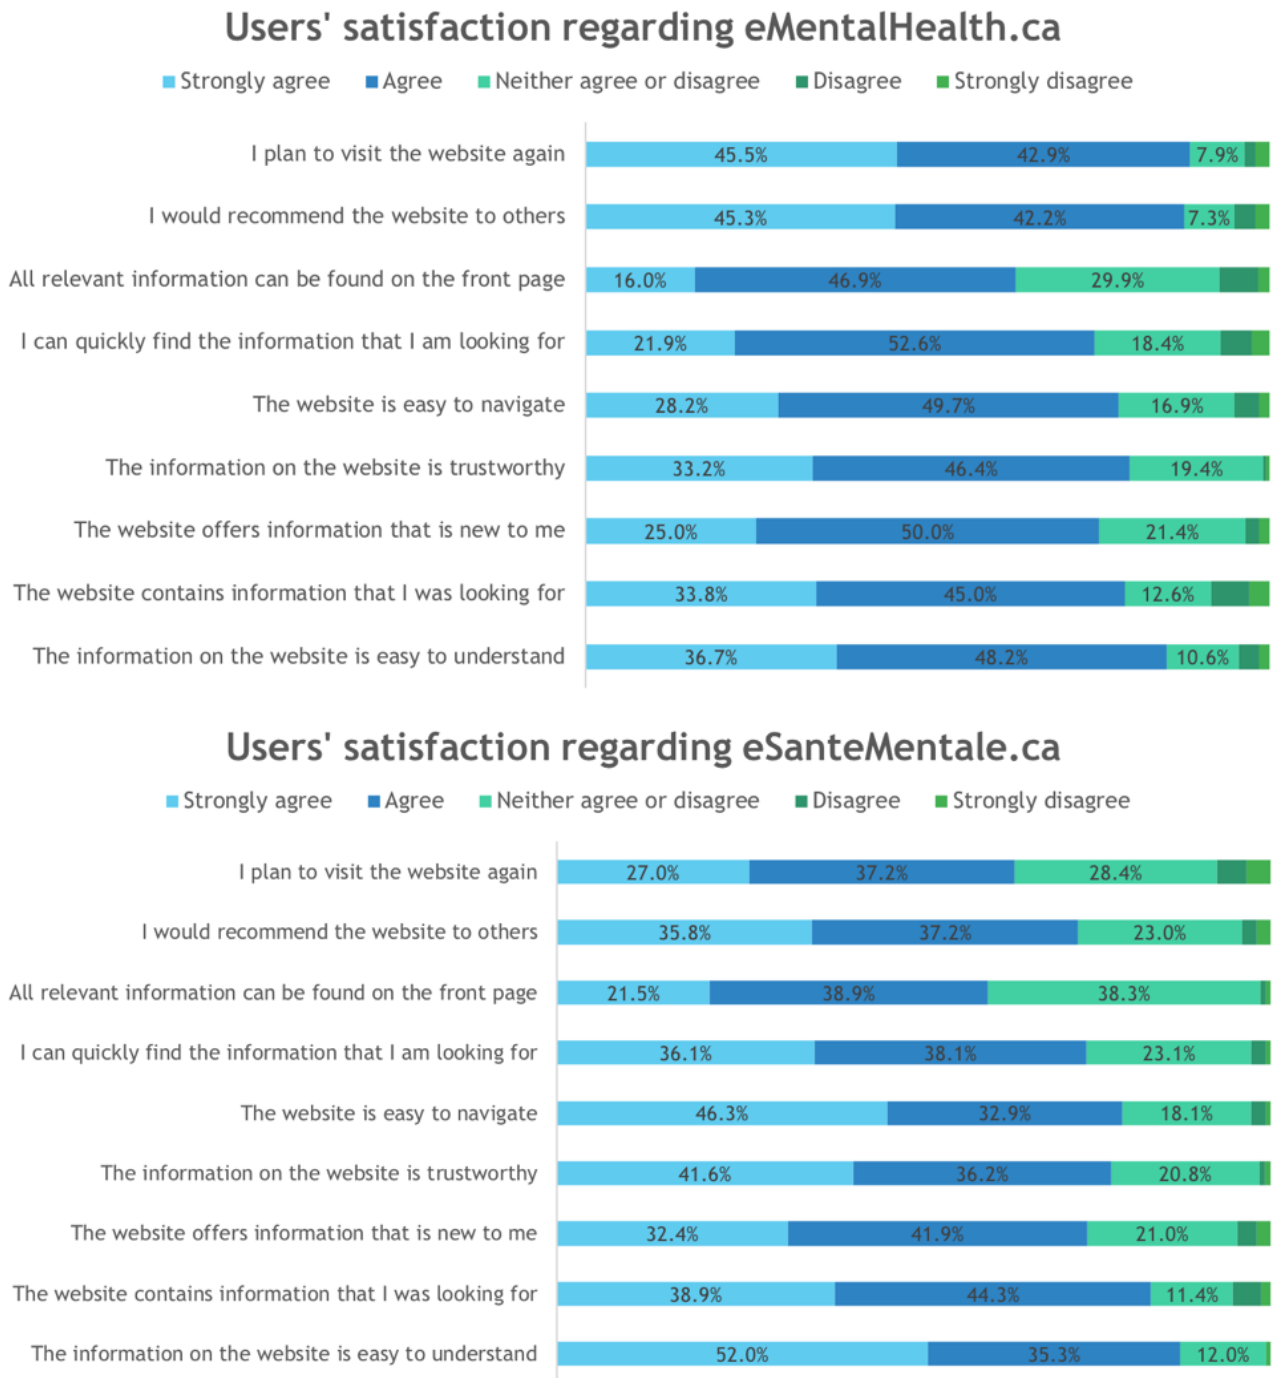 Users' satisfaction regarding eMentalHealth.ca
Strongly agree Agree Neither agree or disagree Disagree Strongly disagree
I plan to visit the website again 45.5% 42.9% 7.9%
I would recommend the website to others 45.3% 42.2% 7.3%
All relevant information can be found on the front page 16.0% 46.9% 29.9%
I can quickly find the information that I am looking for 21.9% 52.6% 18.4%
The website is easy to navigate 28.2% 49.7% 16.9%
The information on the website is trustworthy 33.2% 46.4% 19.4%
The website offers information that is new to me 25.0% 50.0% 21.4%
The website contains information that I was looking for 33.8% 45.0% 12.6%
The information on the website is easy to understand 36.7% 48.2% 10.6%
Users' satisfaction regarding eSanteMentale.ca
Strongly agree Agree Neither agree or disagree Disagree Strongly disagree
I plan to visit the website again 27.0% 37.2% 28.4%
I would recommend the website to others 35.8% 37.2% 23.0%
All relevant information can be found on the front page 21.5% 38.9% 38.3%
I can quickly find the information that I am looking for 36.1% 38.1% 23.1%
The website is easy to navigate 46.3% 32.9% 18.1%
The information on the website is trustworthy 41.6% 36.2% 20.8%
The website offers information that is new to me 32.4% 41.9% 21.0%
The website contains information that I was looking for 38.9% 44.3% 11.4%
The information on the website is easy to understand 52.0% 35.3% 12.0%